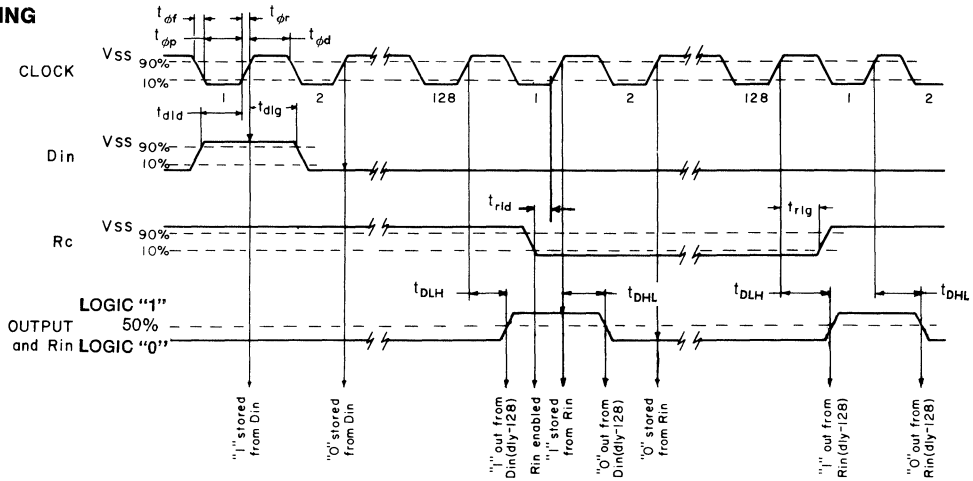 ING
tøf
tør
tøp
tød
CLOCK
VSS
90%
10%
1
2
128
1
2
128
1
2
tdld
tdlg
Din
VSS
90%
10%
trld
trlg
Rc
VSS
90%
10%
tDLH
tDHL
tDLH
tDHL
LOGIC "1"
OUTPUT
and Rin
50%
LOGIC "0"
"1" stored
from Din
"0" stored
from Din
"1" out from
Din(dly-128)
Rin enabled
"1" stored
from Rin
"0" out from
Din(dly-128)
"0" stored
from Rin
"1" out from
Rin(dly-128)
"0" out from
Rin(dly-128)